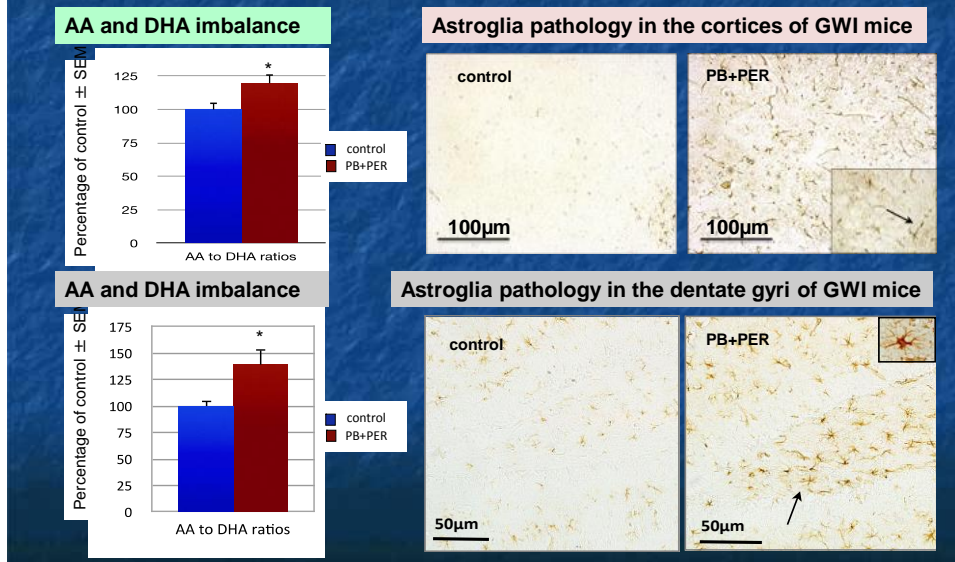 AA and DHA imbalance
Astroglia pathology in the cortices of GWI mice
Percentage of control ± SEM
125
100
75
50
25
0
*
AA to DHA ratios
control
PB+PER
control
100µm
PB+PER
100µm
AA and DHA imbalance
Astroglia pathology in the dentate gyri of GWI mice
Percentage of control ± SEM
175
150
125
100
75
50
25
0
*
AA to DHA ratios
control
PB+PER
control
50µm
PB+PER
50µm